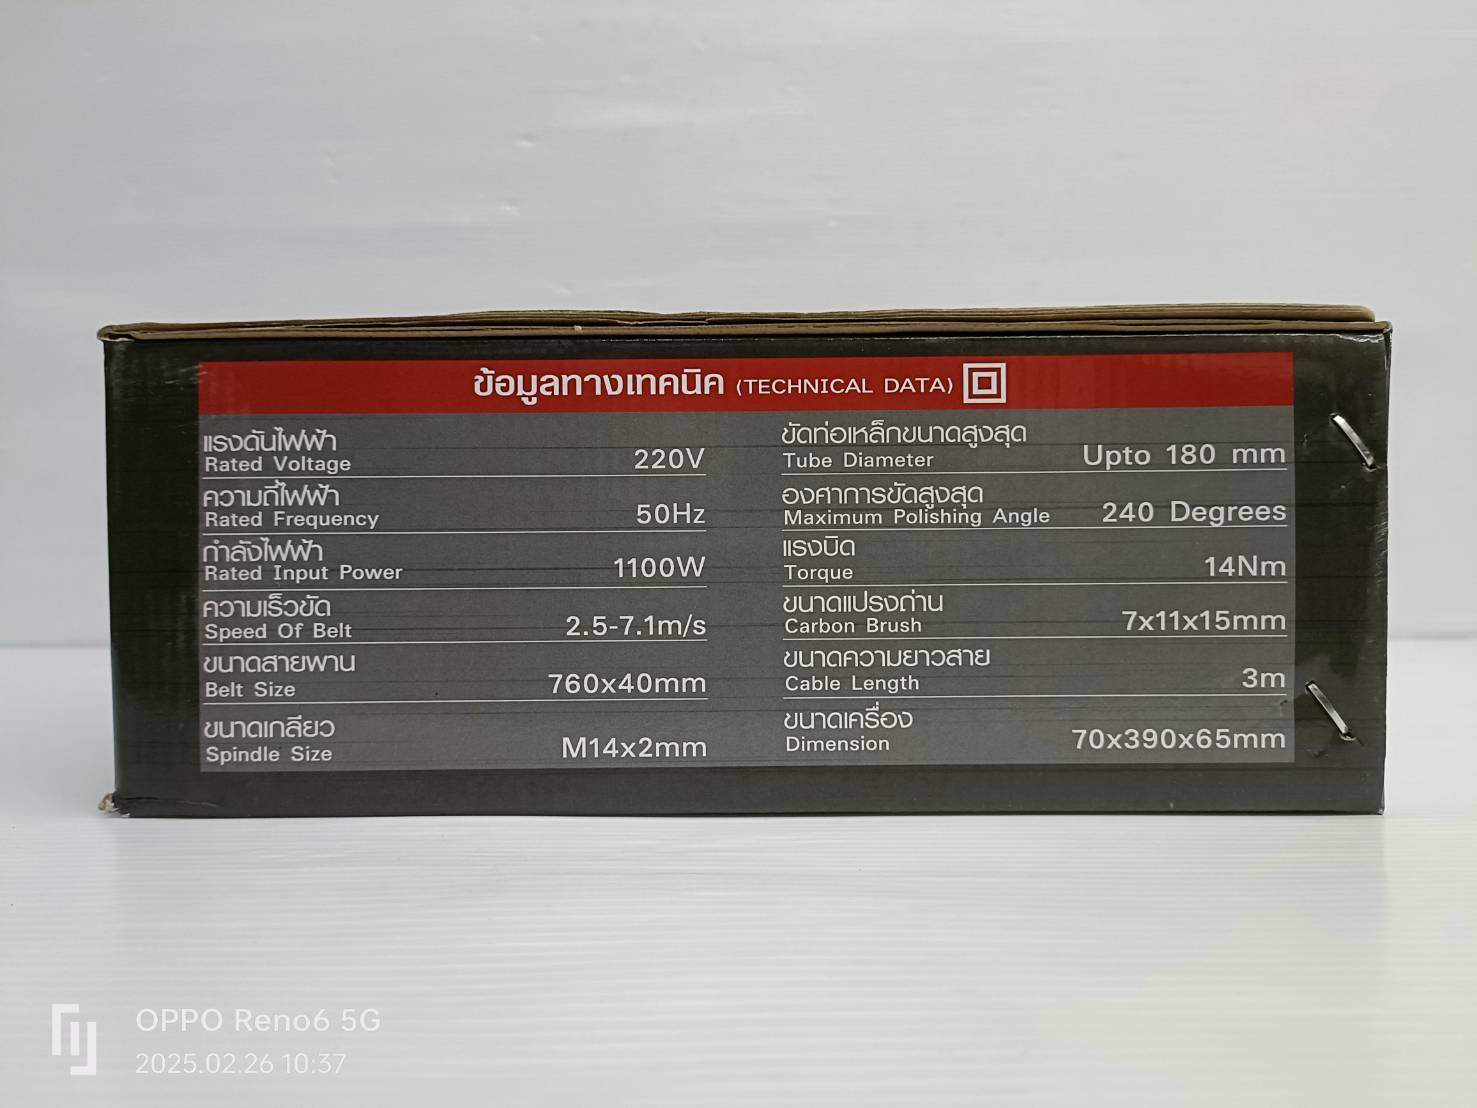 ข้อมูลทางเทคนิค (TECHNICAL DATA)
แรงดันไฟฟ้า
Rated Voltage 220V
ความถี่ไฟฟ้า
Rated Frequency 50Hz
กำลังไฟฟ้า
Rated Input Power 1100W
ความเร็วขัด
Speed Of Belt 2.5-7.1m/s
ขนาดสายพาน
Belt Size 760x40mm
ขนาดเกลียว
Spindle Size M14x2mm
ขัดท่อเหล็กขนาดสูงสุด
Tube Diameter Upto 180 mm
องศาการขัดสูงสุด
Maximum Polishing Angle 240 Degrees
แรงบิด
Torque 14Nm
ขนาดแปรงถ่าน
Carbon Brush 7x11x15mm
ขนาดความยาวสาย
Cable Length 3m
ขนาดเครื่อง
Dimension 70x390x65mm
OPPO Reno6 5G
2025.02.26 10:37